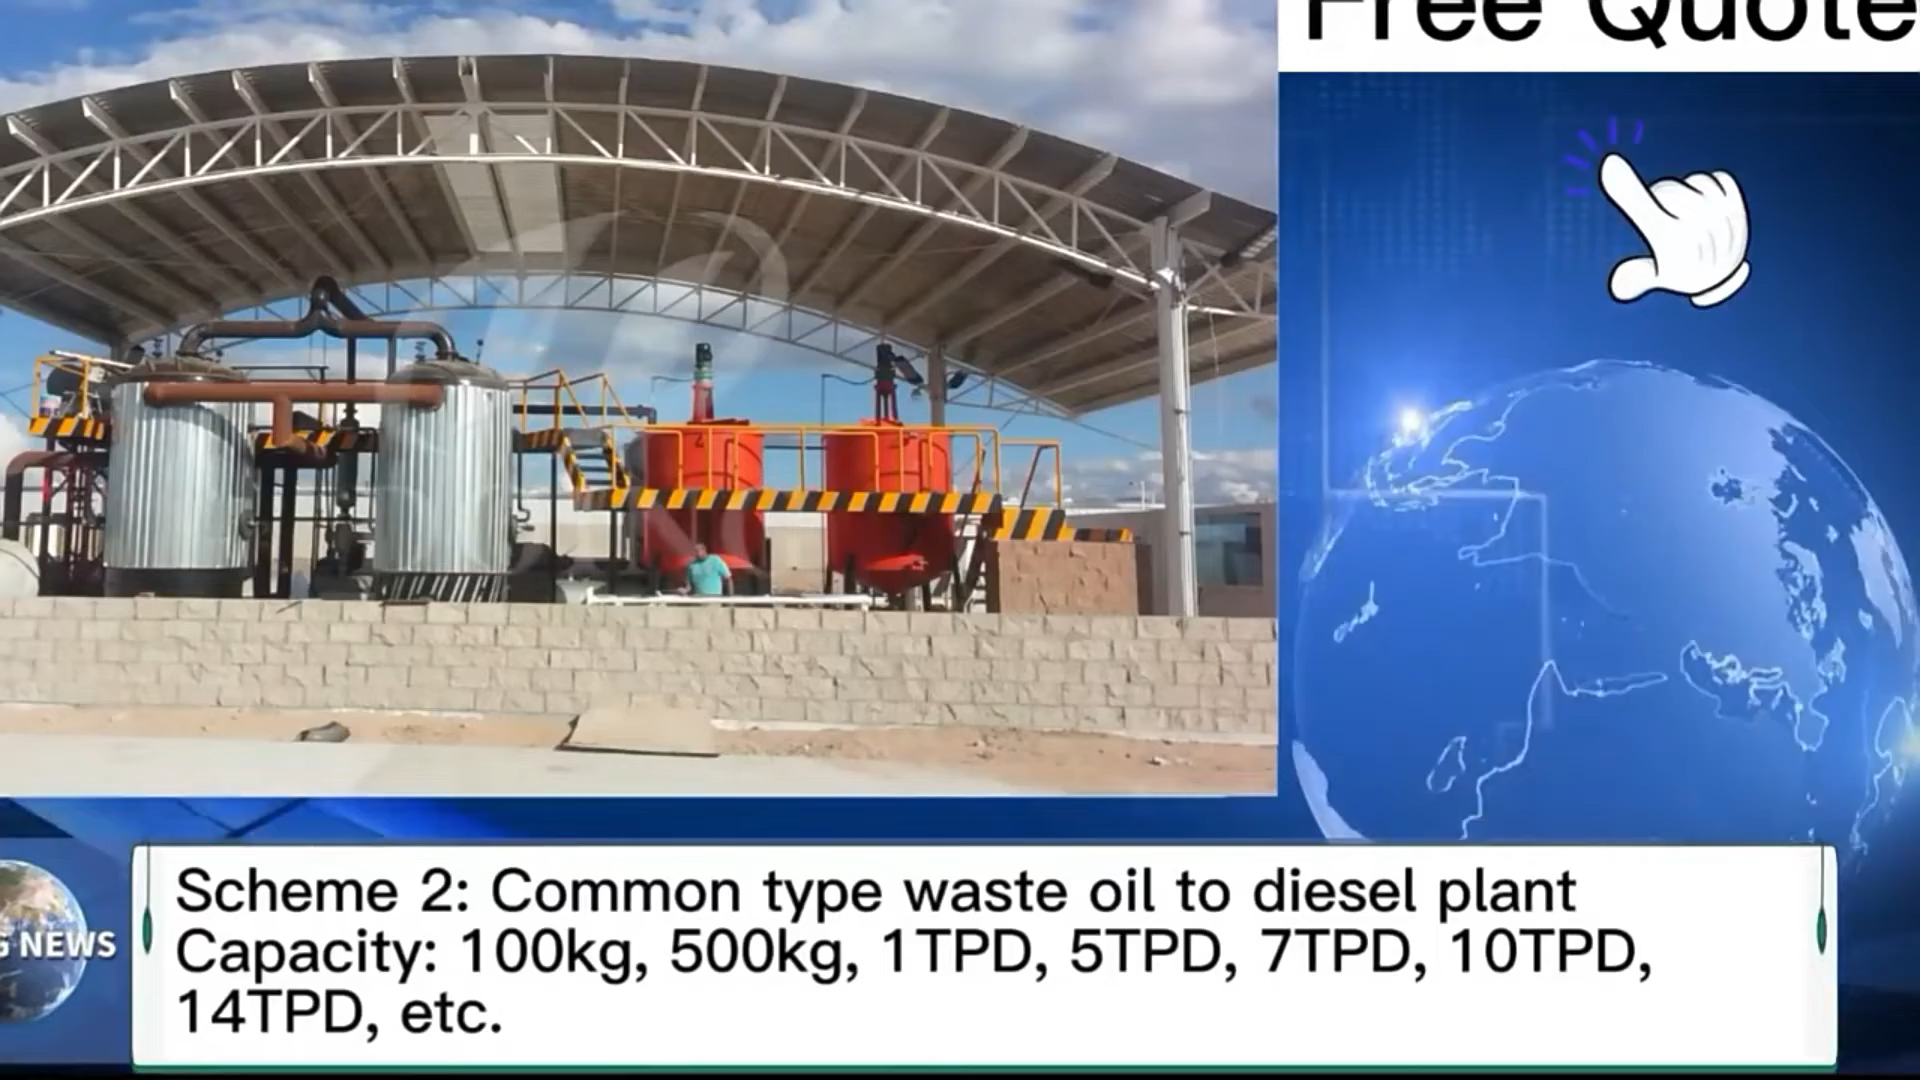 Free Quote
G NEWS
Scheme 2: Common type waste oil to diesel plant
Capacity: 100kg, 500kg, 1TPD, 5TPD, 7TPD, 10TPD,
14TPD, etc.